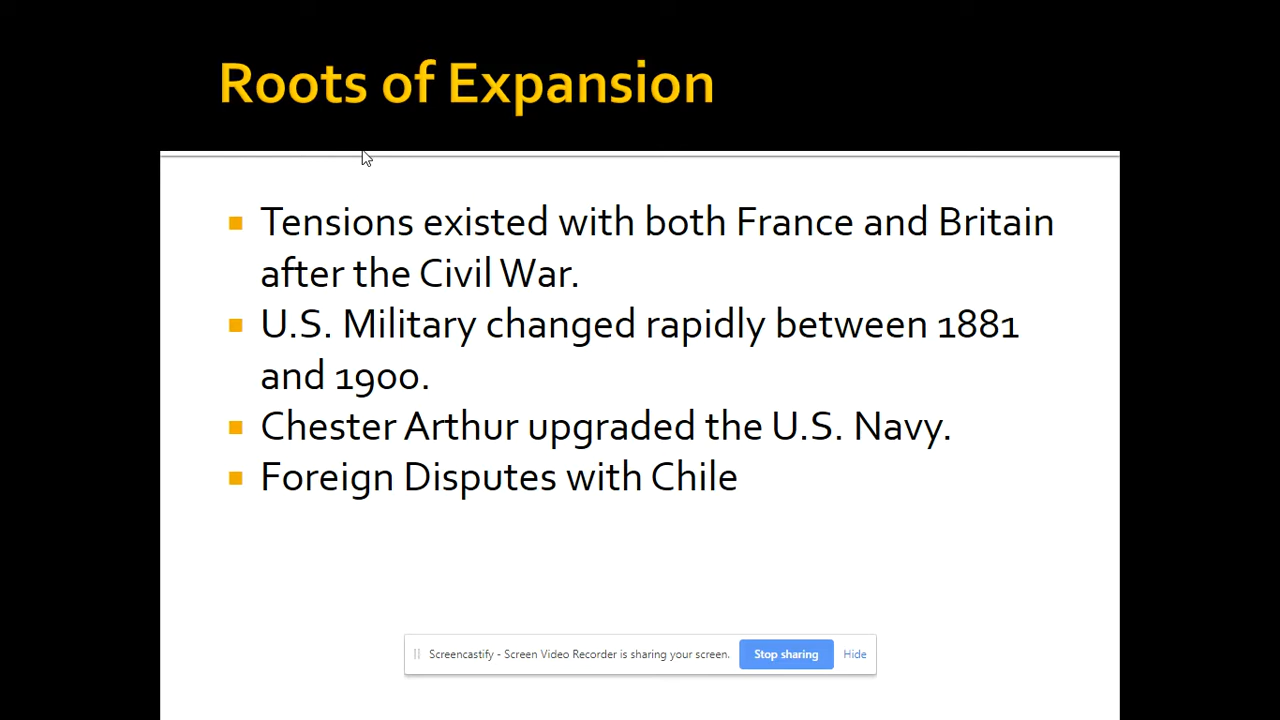 Roots of Expansion
Tensions existed with both France and Britain
after the Civil War.
U.S. Military changed rapidly between 1881
and 1900.
Chester Arthur upgraded the U.S. Navy.
Foreign Disputes with Chile
Screencastify - Screen Video Recorder is sharing your screen. Stop sharing Hide